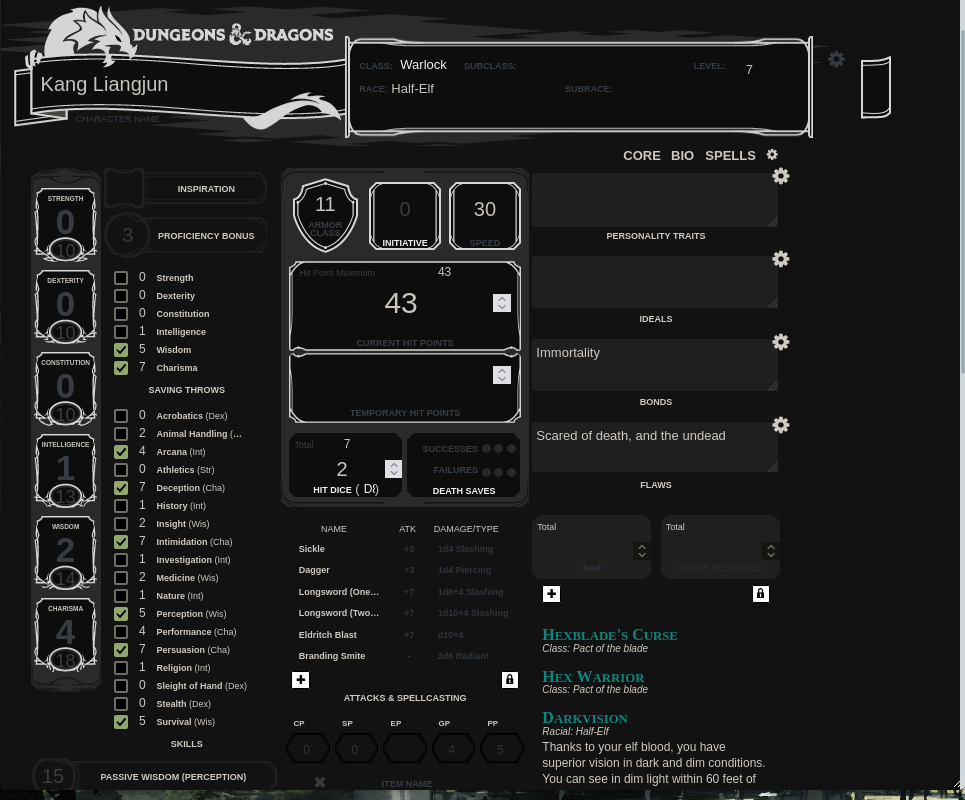 DUNGEONS & DRAGONS
Kang Liangjun
CHARACTER NAME
CLASS: Warlock SUBCLASS: LEVEL: 7
RACE: Half-Elf SUBRACE:
CORE BIO SPELLS
STRENGTH
0
10
DEXTERITY
0
10
CONSTITUTION
0
10
INTELLIGENCE
1
13
WISDOM
2
14
CHARISMA
4
18
INSPIRATION
3 PROFICIENCY BONUS
0 Strength
0 Dexterity
0 Constitution
1 Intelligence
5 Wisdom
7 Charisma
SAVING THROWS
0 Acrobatics (Dex)
2 Animal Handling (...
4 Arcana (Int)
0 Athletics (Str)
7 Deception (Cha)
1 History (Int)
2 Insight (Wis)
7 Intimidation (Cha)
1 Investigation (Int)
2 Medicine (Wis)
1 Nature (Int)
5 Perception (Wis)
4 Performance (Cha)
7 Persuasion (Cha)
1 Religion (Int)
0 Sleight of Hand (Dex)
0 Stealth (Dex)
5 Survival (Wis)
SKILLS
15 PASSIVE WISDOM (PERCEPTION)
11
ARMOR
CLASS
0
INITIATIVE
30
SPEED
Hit Point Maximum 43
43
CURRENT HIT POINTS
TEMPORARY HIT POINTS
Total 7
2
HIT DICE ( D8)
SUCCESSES
FAILURES
DEATH SAVES
NAME ATK DAMAGE/TYPE
Sickle +3 1d4 Slashing
Dagger +3 1d4 Piercing
Longsword (One... +7 1d8+4 Slashing
Longsword (Two... +7 1d10+4 Slashing
Eldritch Blast +7 d10+4
Branding Smite - 2d6 Radiant
ATTACKS & SPELLCASTING
CP SP EP GP PP
0 0 4 5
ITEM NAME
PERSONALITY TRAITS
IDEALS
Immortality
BONDS
Scared of death, and the undead
FLAWS
Total
fwaf
Total
OTHER RESOURCE
HEXBLADE'S CURSE
Class: Pact of the blade
HEX WARRIOR
Class: Pact of the blade
DARKVISION
Racial: Half-Elf
Thanks to your elf blood, you have
superior vision in dark and dim conditions.
You can see in dim light within 60 feet of